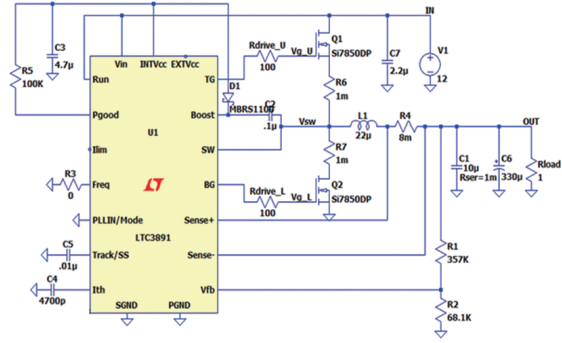 IN
C3
4.7µ
R5
100K
Vin
INTVcc
EXTVcc
Run
TG
Rdrive_U
100
Vg_U
Q1
Si7850DP
C7
2.2µ
V1
12
R6
1m
D1
MBRS1100
Pgood
U1
Boost
C2
.1µ
Vsw
L1
22µ
R4
8m
OUT
Ilim
SW
R7
1m
C1
10µ
Rser=1m
C6
330µ
Rload
1
R3
0
Freq
BG
Rdrive_L
100
Vg_L
Q2
Si7850DP
PLLIN/Mode
Sense+
LTC3891
C5
.01µ
Track/SS
Sense-
R1
357K
C4
4700p
Ith
Vfb
SGND
PGND
R2
68.1K